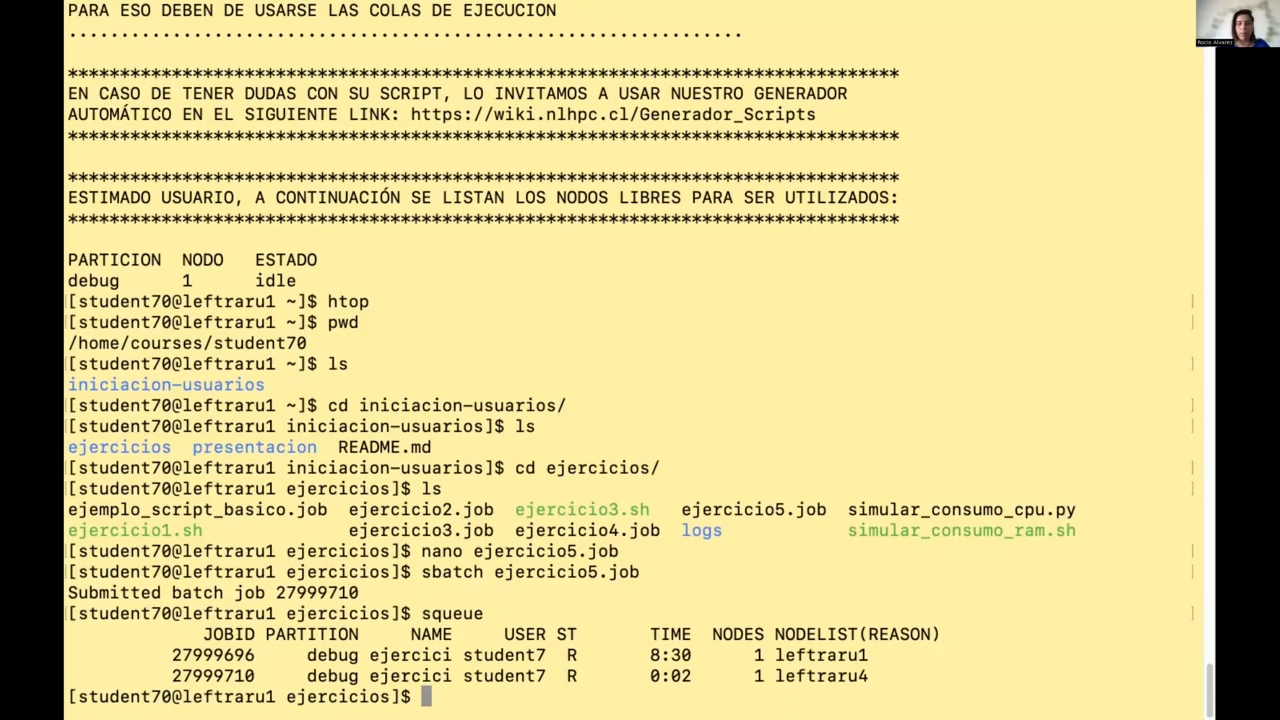 PARA ESO DEBEN DE USARSE LAS COLAS DE EJECUCION
.................................................................
********************************************************************************
EN CASO DE TENER DUDAS CON SU SCRIPT, LO INVITAMOS A USAR NUESTRO GENERADOR
AUTOMÁTICO EN EL SIGUIENTE LINK: https://wiki.nlhpc.cl/Generador_Scripts
********************************************************************************
********************************************************************************
ESTIMADO USUARIO, A CONTINUACIÓN SE LISTAN LOS NODOS LIBRES PARA SER UTILIZADOS:
********************************************************************************
PARTICION  NODO   ESTADO
debug      1      idle
[student70@leftraru1 ~]$ htop
[student70@leftraru1 ~]$ pwd
/home/courses/student70
[student70@leftraru1 ~]$ ls
iniciacion-usuarios
[student70@leftraru1 ~]$ cd iniciacion-usuarios/
[student70@leftraru1 iniciacion-usuarios]$ ls
ejercicios  presentacion  README.md
[student70@leftraru1 iniciacion-usuarios]$ cd ejercicios/
[student70@leftraru1 ejercicios]$ ls
ejemplo_script_basico.job  ejercicio2.job  ejercicio3.sh   ejercicio5.job  simular_consumo_cpu.py
ejercicio1.sh              ejercicio3.job  ejercicio4.job  logs            simular_consumo_ram.sh
[student70@leftraru1 ejercicios]$ nano ejercicio5.job
[student70@leftraru1 ejercicios]$ sbatch ejercicio5.job
Submitted batch job 27999710
[student70@leftraru1 ejercicios]$ squeue
             JOBID PARTITION     NAME     USER ST       TIME  NODES NODELIST(REASON)
          27999696     debug ejercici student7  R       8:30      1 leftraru1
          27999710     debug ejercici student7  R       0:02      1 leftraru4
[student70@leftraru1 ejercicios]$
Rocio Alvarez